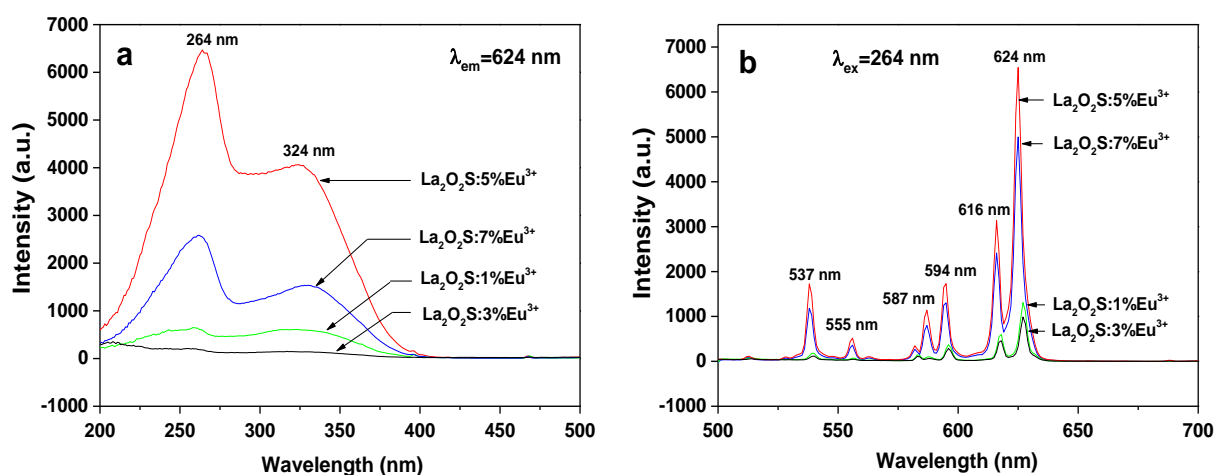 a
264 nm
λem=624 nm
324 nm
La₂O₂S:5%Eu³⁺
La₂O₂S:7%Eu³⁺
La₂O₂S:1%Eu³⁺
La₂O₂S:3%Eu³⁺
7000
6000
5000
4000
3000
2000
1000
0
-1000
200
250
300
350
400
450
500
Intensity (a.u.)
Wavelength (nm)
b
λex=264 nm
624 nm
La₂O₂S:5%Eu³⁺
La₂O₂S:7%Eu³⁺
616 nm
537 nm
594 nm
587 nm
555 nm
La₂O₂S:1%Eu³⁺
La₂O₂S:3%Eu³⁺
7000
6000
5000
4000
3000
2000
1000
0
-1000
500
550
600
650
700
Intensity (a.u.)
Wavelength (nm)